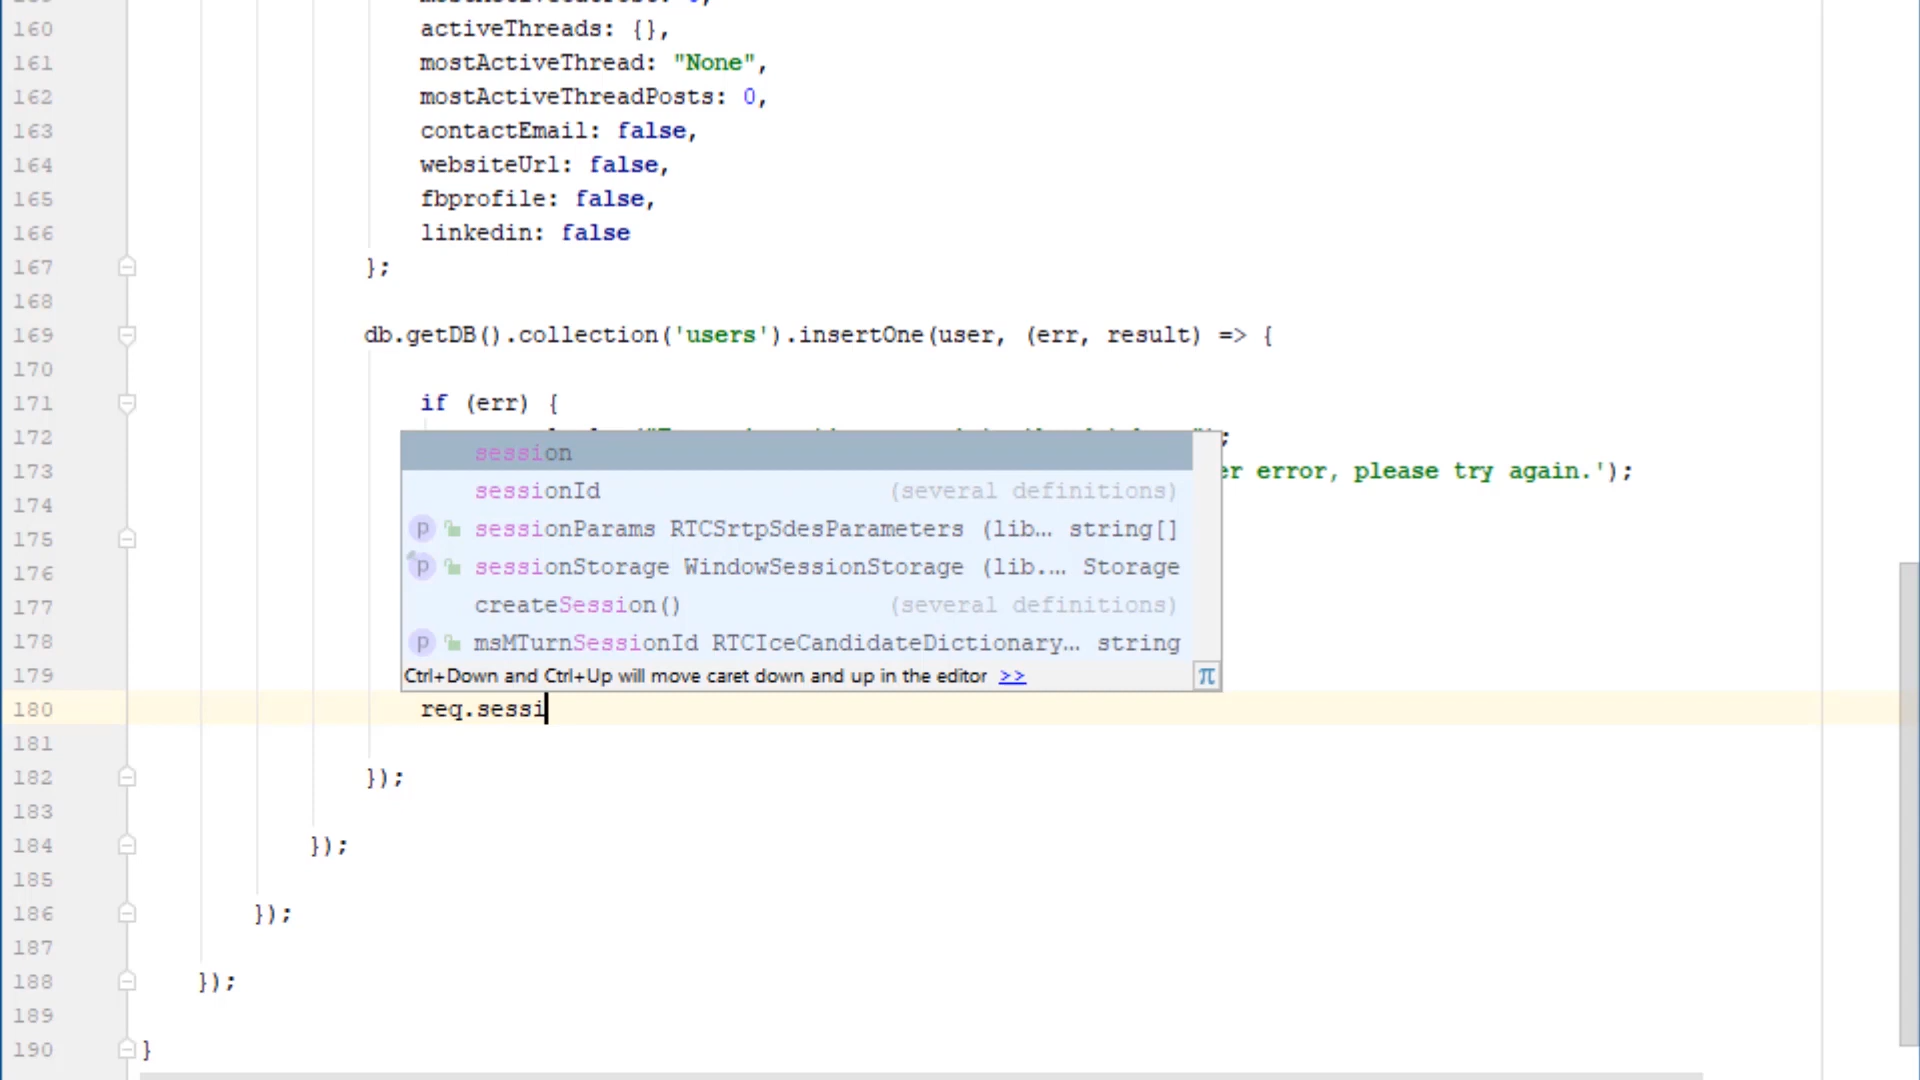 160 activeThreads: {},
161 mostActiveThread: "None",
162 mostActiveThreadPosts: 0,
163 contactEmail: false,
164 websiteUrl: false,
165 fbprofile: false,
166 linkedin: false
167 };
168
169 db.getDB().collection('users').insertOne(user, (err, result) => {
170
171 if (err) {
172 ;
session
173 er error, please try again.');
sessionId (several definitions)
174
sessionParams RTCSrtpSdesParameters (lib… string[]
175
sessionStorage WindowSessionStorage (lib.… Storage
176
createSession() (several definitions)
177
msMTurnSessionId RTCIceCandidateDictionary… string
178
Ctrl+Down and Ctrl+Up will move caret down and up in the editor >> π
179
180 req.sessi
181
182 });
183
184 });
185
186 });
187
188 });
189
190 }